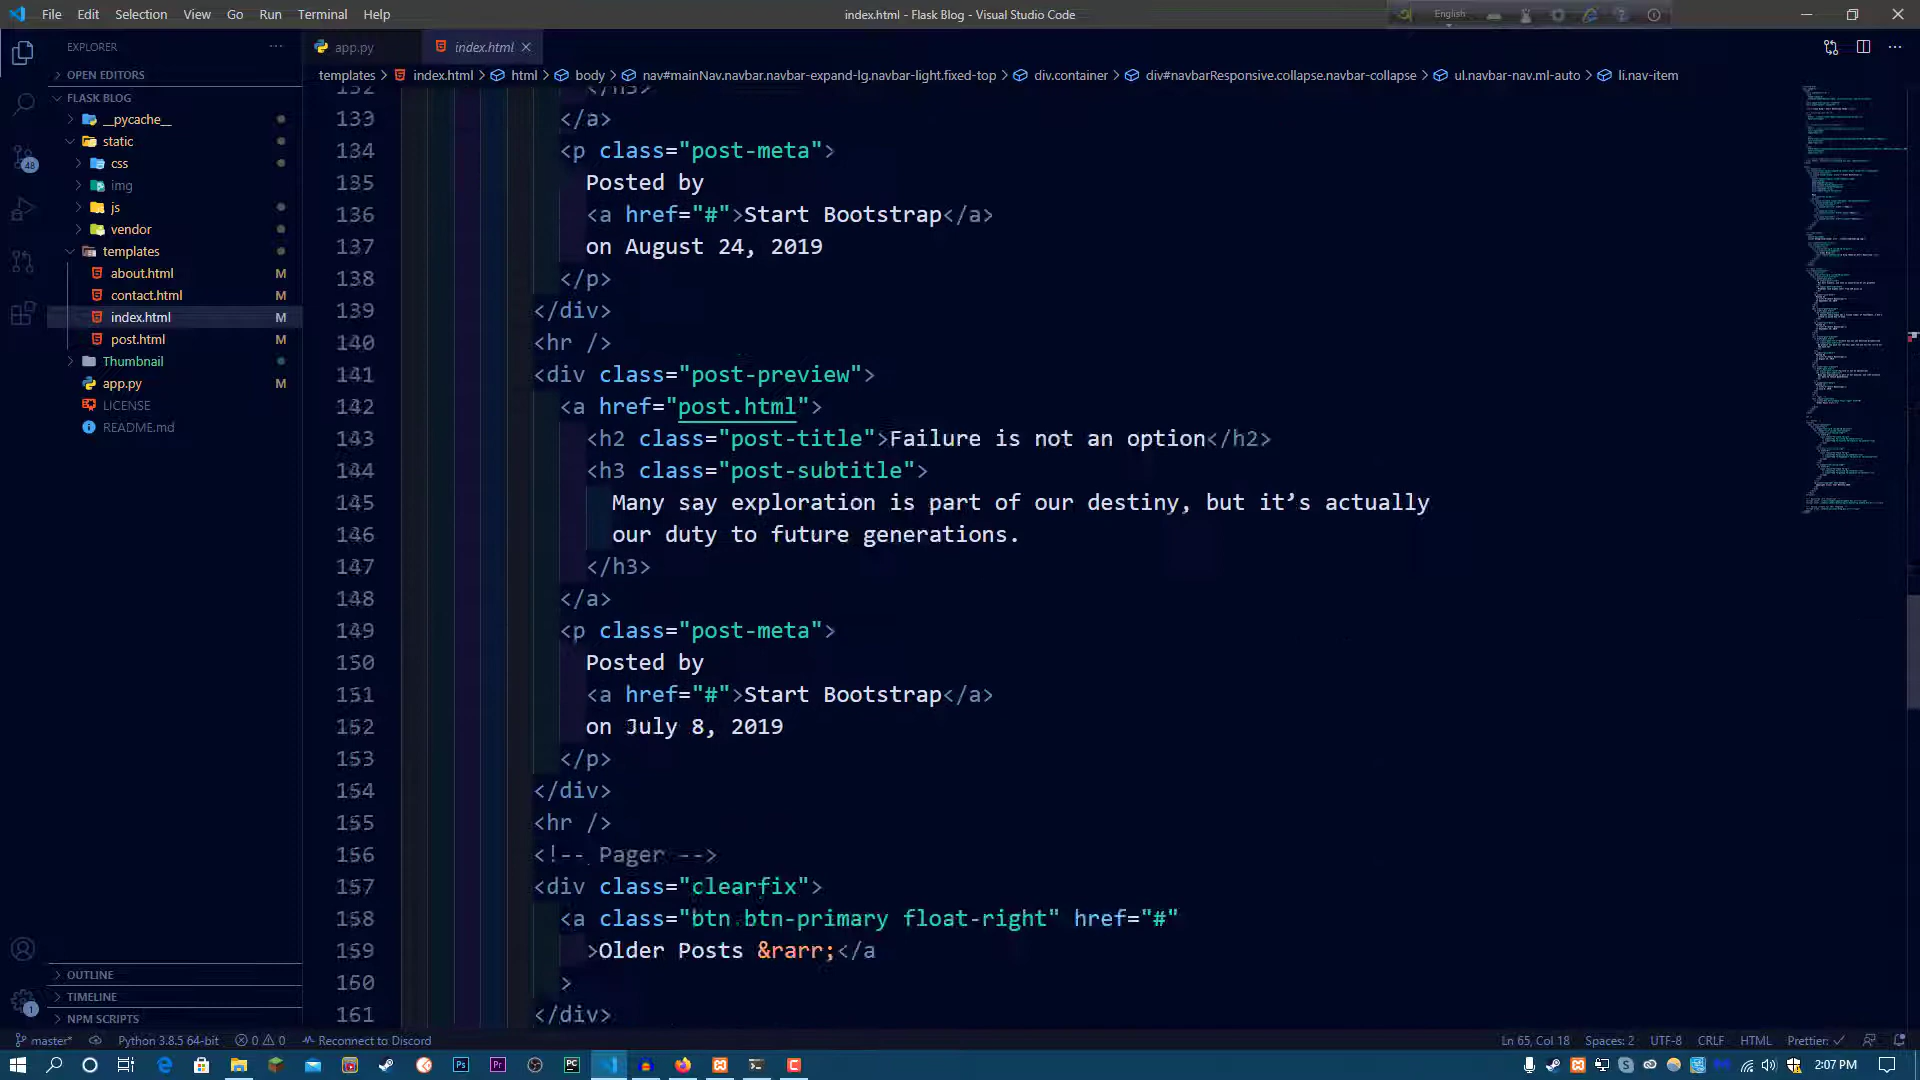 File Edit Selection View Go Run Terminal Help
index.html - Flask Blog - Visual Studio Code
English
EXPLORER
app.py
index.html
OPEN EDITORS
templates > index.html > html > body > nav#mainNav.navbar.navbar-expand-lg.navbar-light.fixed-top > div.container > div#navbarResponsive.collapse.navbar-collapse > ul.navbar-nav.ml-auto > li.nav-item
FLASK BLOG
__pycache__
static
css
img
js
vendor
templates
about.html M
contact.html M
index.html M
post.html M
Thumbnail
app.py M
LICENSE
README.md
48
1
OUTLINE
TIMELINE
NPM SCRIPTS
132 </h3>
133 </a>
134 <p class="post-meta">
135 Posted by
136 <a href="#">Start Bootstrap</a>
137 on August 24, 2019
138 </p>
139 </div>
140 <hr />
141 <div class="post-preview">
142 <a href="post.html">
143 <h2 class="post-title">Failure is not an option</h2>
144 <h3 class="post-subtitle">
145 Many say exploration is part of our destiny, but it’s actually
146 our duty to future generations.
147 </h3>
148 </a>
149 <p class="post-meta">
150 Posted by
151 <a href="#">Start Bootstrap</a>
152 on July 8, 2019
153 </p>
154 </div>
155 <hr />
156 <!-- Pager -->
157 <div class="clearfix">
158 <a class="btn btn-primary float-right" href="#"
159 >Older Posts &rarr;</a
160 >
161 </div>
master* Python 3.8.5 64-bit 0 0 Reconnect to Discord
Ln 65, Col 18 Spaces: 2 UTF-8 CRLF HTML Prettier: ✓
Ps Pr PC
2:07 PM